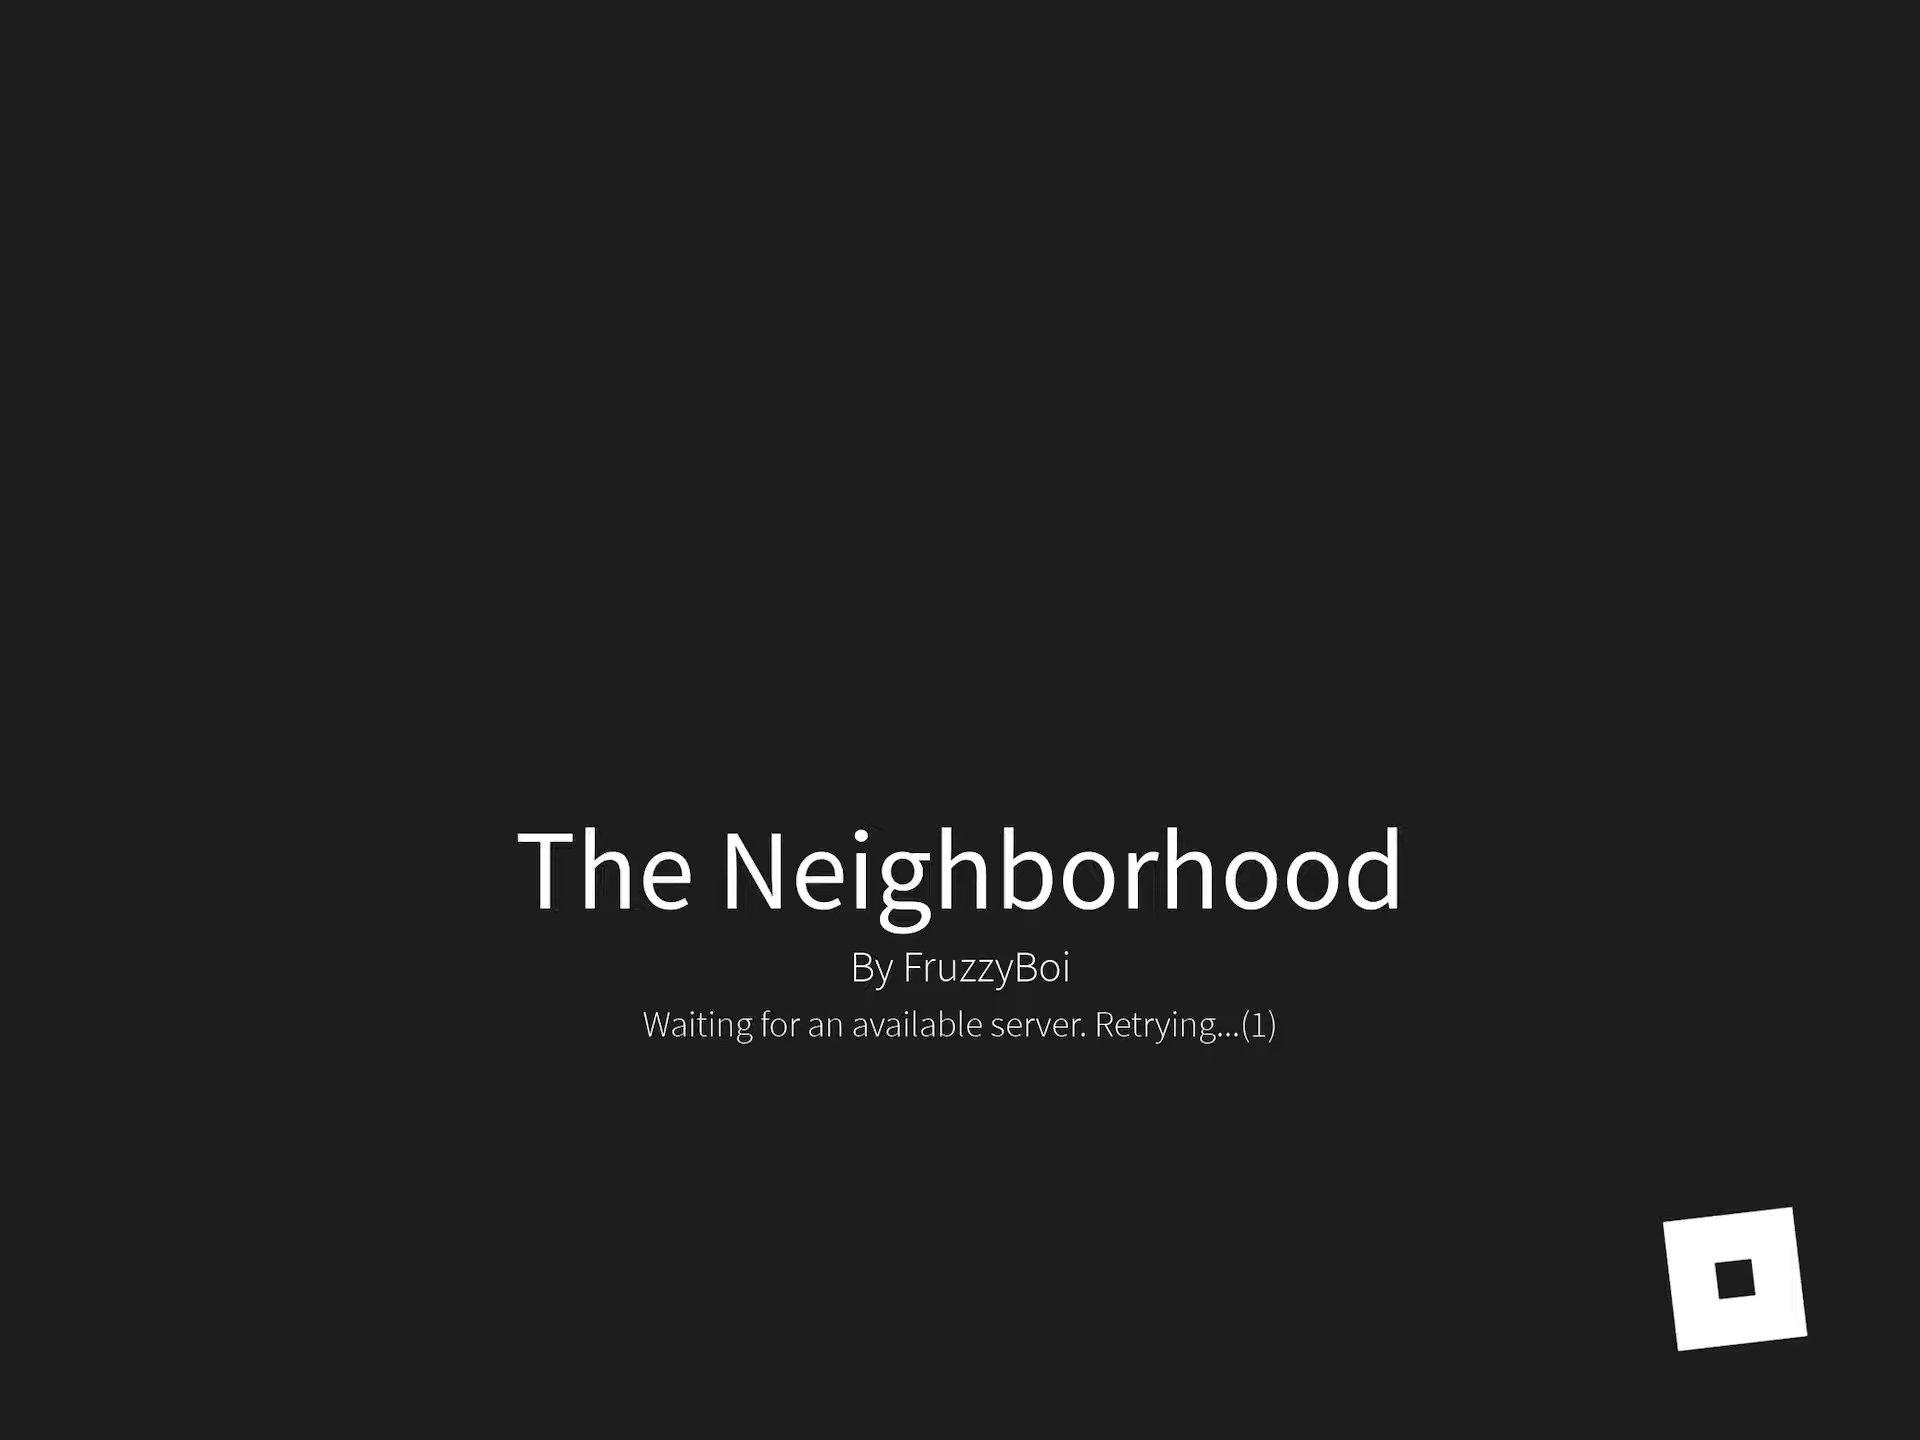 The Neighborhood
By FruzzyBoi
Waiting for an available server. Retrying...(1)